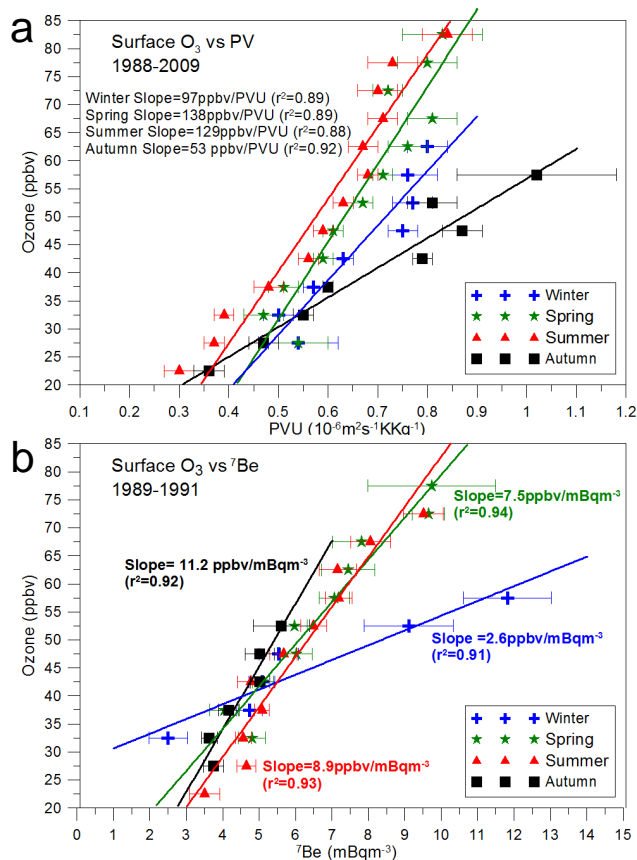 a
Surface O₃ vs PV
1988-2009
Winter Slope=97ppbv/PVU (r²=0.89)
Spring Slope=138ppbv/PVU (r²=0.89)
Summer Slope=129ppbv/PVU (r²=0.88)
Autumn Slope=53 ppbv/PVU (r²=0.92)
Ozone (ppbv)
85
80
75
70
65
60
55
50
45
40
35
30
25
20
Winter
Spring
Summer
Autumn
0.1 0.2 0.3 0.4 0.5 0.6 0.7 0.8 0.9 1 1.1 1.2
PVU (10⁻⁶m²s⁻¹KKg⁻¹)
b
Surface O₃ vs ⁷Be
1989-1991
Slope=7.5ppbv/mBqm⁻³
(r²=0.94)
Slope= 11.2 ppbv/mBqm⁻³
(r²=0.92)
Slope =2.6ppbv/mBqm⁻³
(r²=0.91)
Slope=8.9ppbv/mBqm⁻³
(r²=0.93)
Ozone (ppbv)
85
80
75
70
65
60
55
50
45
40
35
30
25
20
Winter
Spring
Summer
Autumn
0 1 2 3 4 5 6 7 8 9 10 11 12 13 14 15
⁷Be (mBqm⁻³)